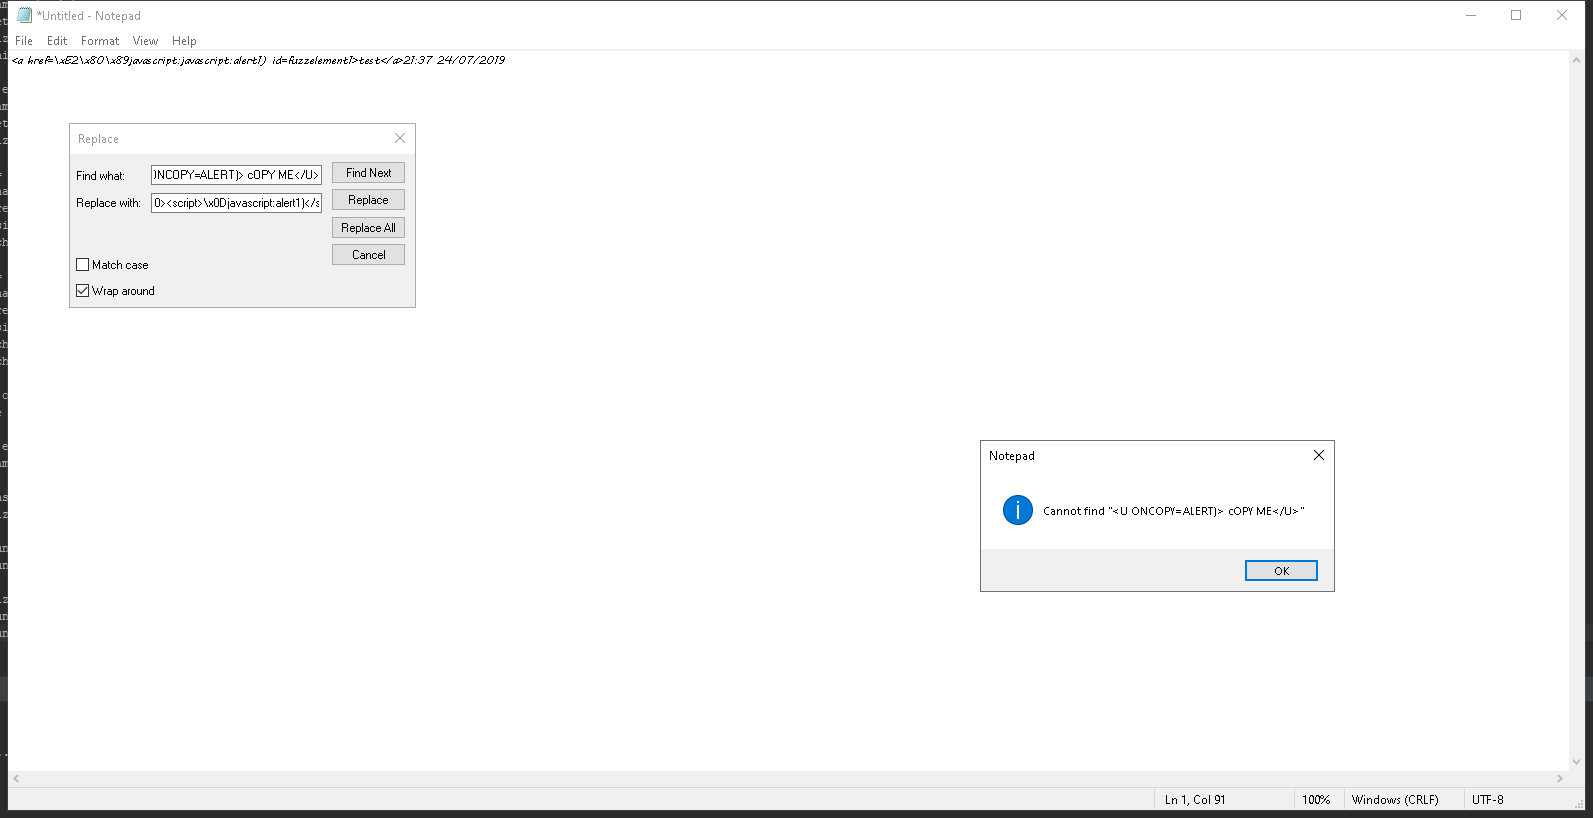 *Untitled - Notepad
File Edit Format View Help
<a href=\xE2\x80\x89javascript:javascript:alert1) id=fuzzelement1>test</a>21:37 24/07/2019
Replace
Find what: ONCOPY=ALERT)> cOPY ME</U> Find Next
Replace with: 0><script>\x0Djavascript:alert1)</s Replace
Replace All
Cancel
Match case
Wrap around
Notepad
Cannot find "<U ONCOPY=ALERT)> cOPY ME</U>"
OK
Ln 1, Col 91 100% Windows (CRLF) UTF-8